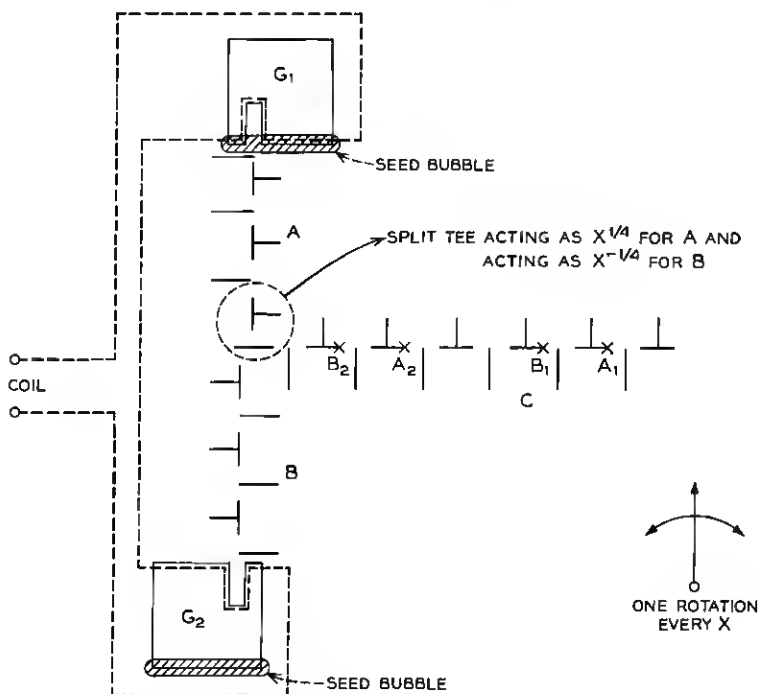 G1
SEED BUBBLE
A
SPLIT TEE ACTING AS X^1/4 FOR A AND
ACTING AS X^-1/4 FOR B
COIL
B2 A2 B1 A1
C
B
G2
SEED BUBBLE
ONE ROTATION
EVERY X